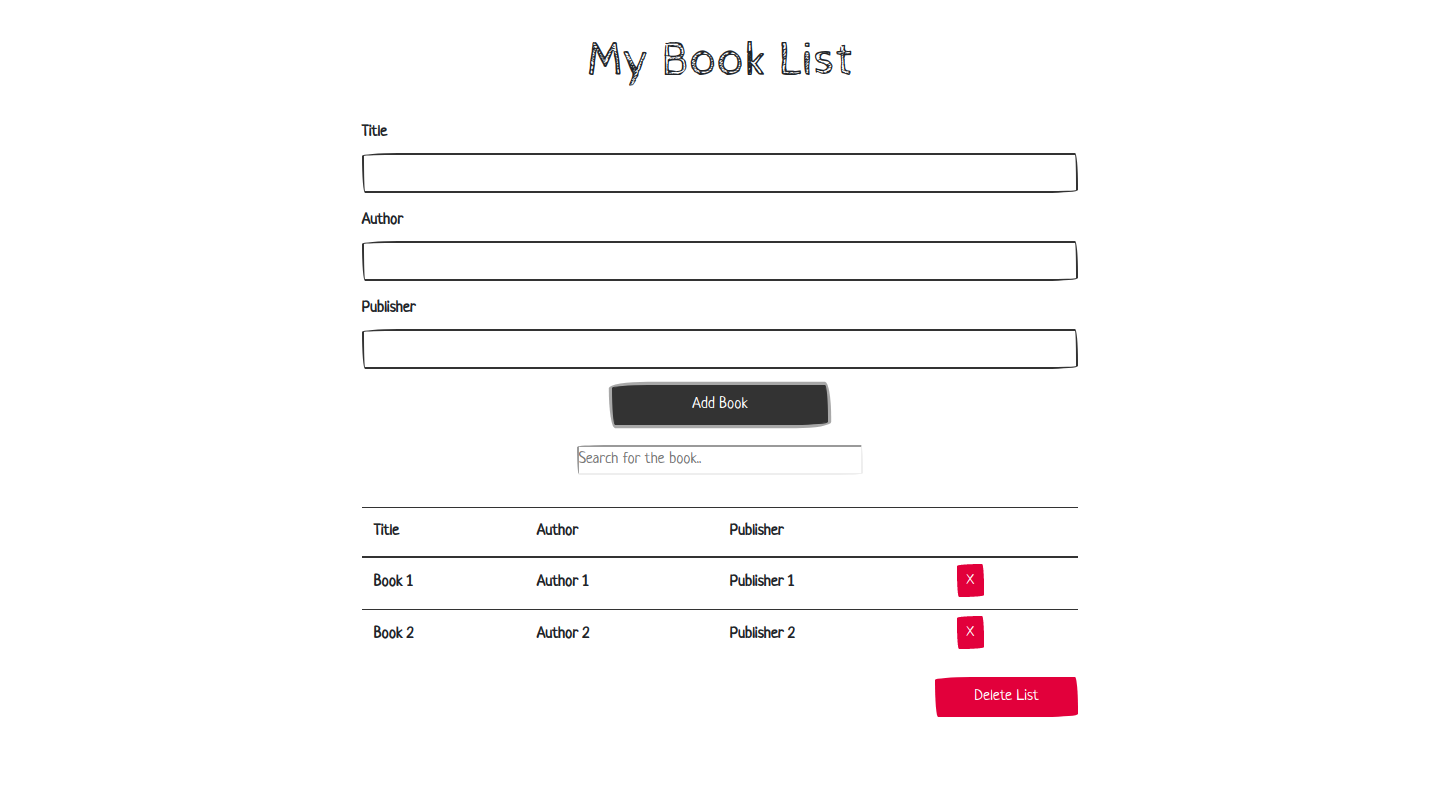 My Book List
Title
Author
Publisher
Add Book
Search for the book..
Title Author Publisher
Book 1 Author 1 Publisher 1 X
Book 2 Author 2 Publisher 2 X
Delete List